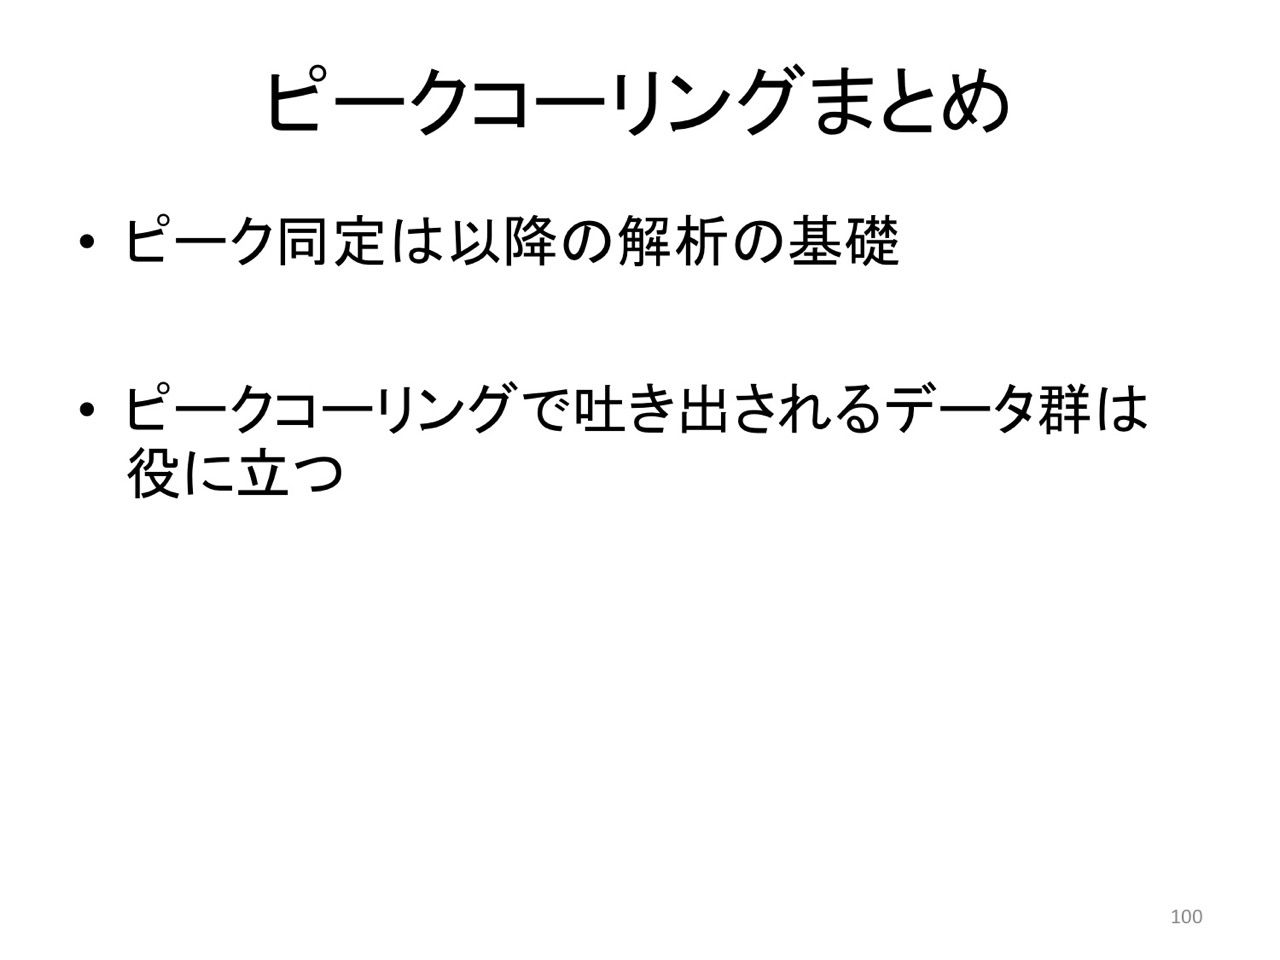 ピークコーリングまとめ
• ピーク同定は以降の解析の基礎
• ピークコーリングで吐き出されるデータ群は
役に立つ
100